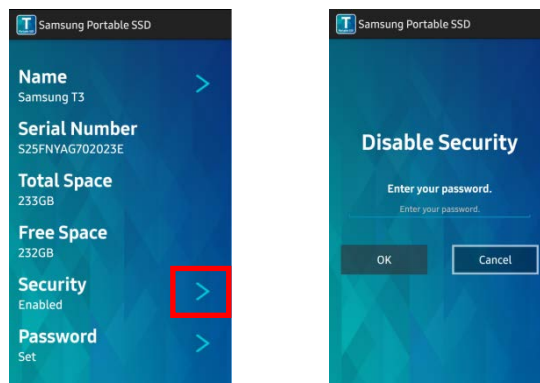 Samsung Portable SSD
Name
Samsung T3
Serial Number
S25FNYAG702023E
Total Space
233GB
Free Space
232GB
Security
Enabled
Password
Set
Samsung Portable SSD
Disable Security
Enter your password.
Enter your password.
OK
Cancel